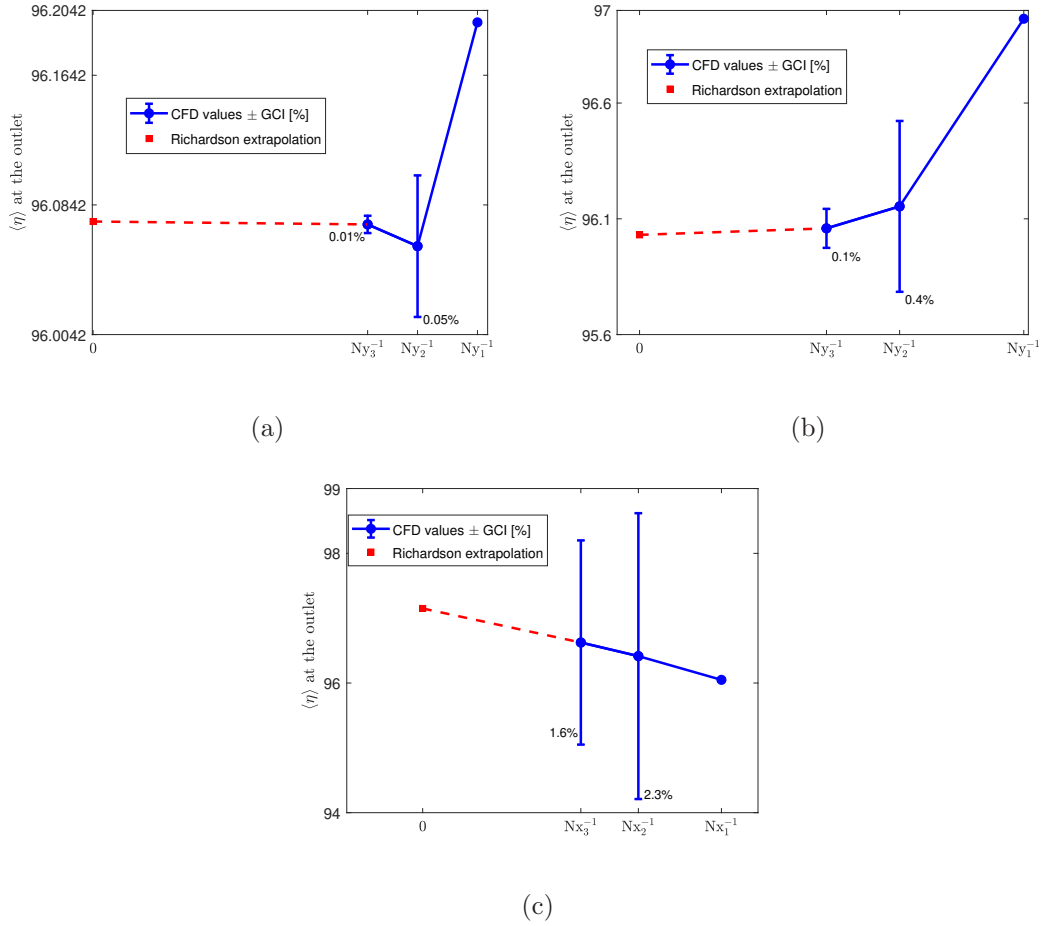 96.2042
96.1642
96.0842
96.0042
⟨η⟩ at the outlet
CFD values ± GCI [%]
Richardson extrapolation
0.01%
0.05%
0
Ny₃⁻¹
Ny₂⁻¹
Ny₁⁻¹
(a)
97
96.6
96.1
95.6
⟨η⟩ at the outlet
CFD values ± GCI [%]
Richardson extrapolation
0.1%
0.4%
0
Ny₃⁻¹
Ny₂⁻¹
Ny₁⁻¹
(b)
99
98
96
94
⟨η⟩ at the outlet
CFD values ± GCI [%]
Richardson extrapolation
1.6%
2.3%
0
Nx₃⁻¹
Nx₂⁻¹
Nx₁⁻¹
(c)